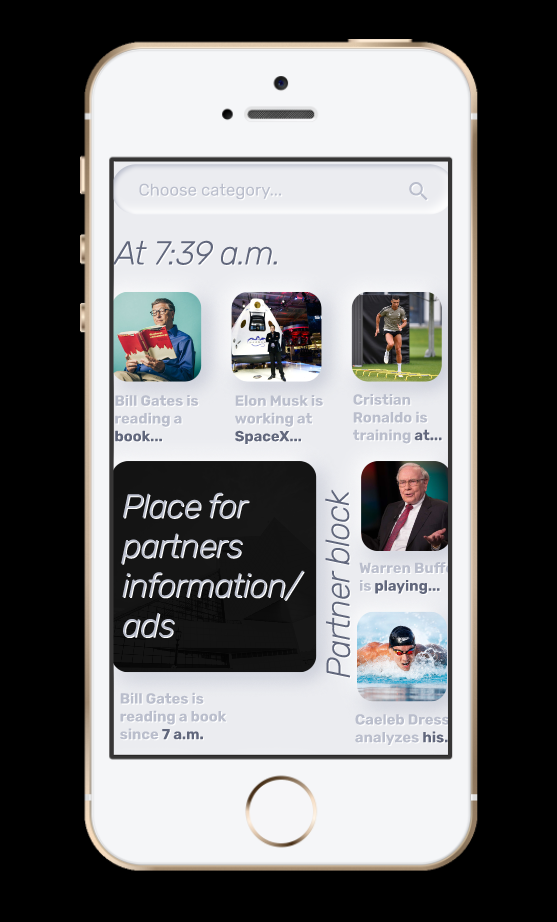 Choose category...
At 7:39 a.m.
Bill Gates is
reading a
book...
Elon Musk is
working at
SpaceX...
Cristian
Ronaldo is
training at...
Place for
partners
information/
ads
Partner block
Warren Buffe
is playing...
Caeleb Dress
analyzes his.
Bill Gates is
reading a book
since 7 a.m.